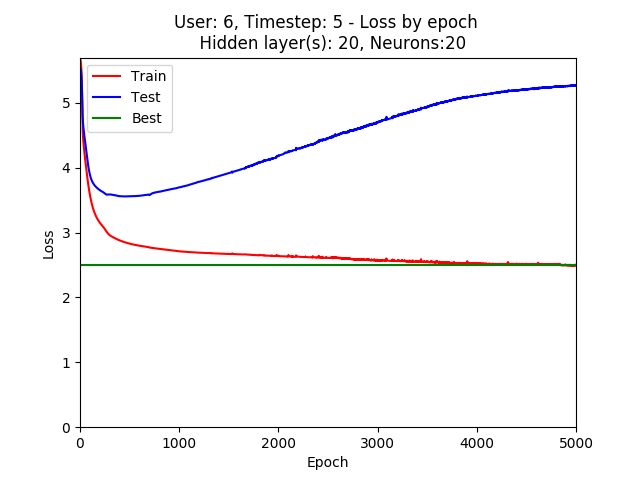 User: 6, Timestep: 5 - Loss by epoch
Hidden layer(s): 20, Neurons:20
Train
Test
Best
5
4
3
2
1
0
Loss
0 1000 2000 3000 4000 5000
Epoch